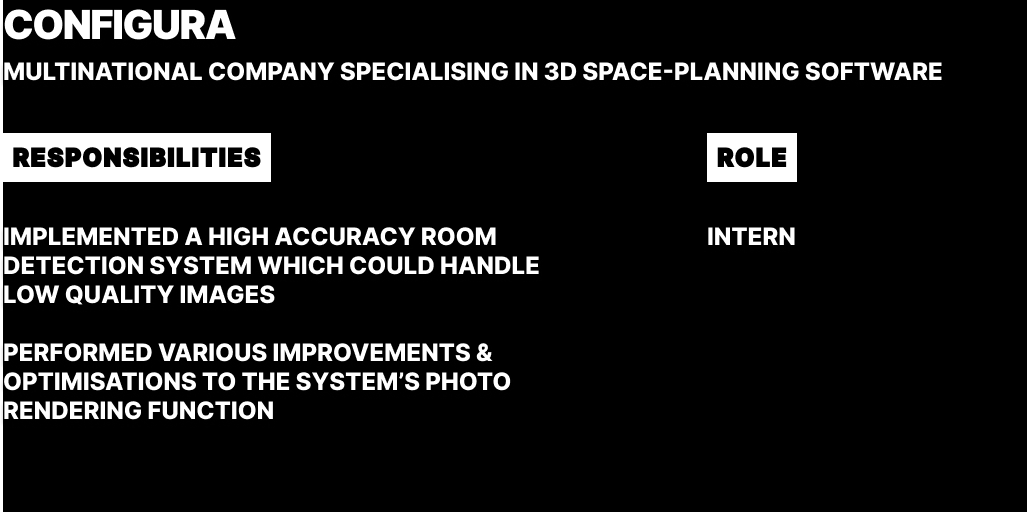 CONFIGURA
MULTINATIONAL COMPANY SPECIALISING IN 3D SPACE-PLANNING SOFTWARE
RESPONSIBILITIES
IMPLEMENTED A HIGH ACCURACY ROOM
DETECTION SYSTEM WHICH COULD HANDLE
LOW QUALITY IMAGES
PERFORMED VARIOUS IMPROVEMENTS &
OPTIMISATIONS TO THE SYSTEM’S PHOTO
RENDERING FUNCTION
ROLE
INTERN